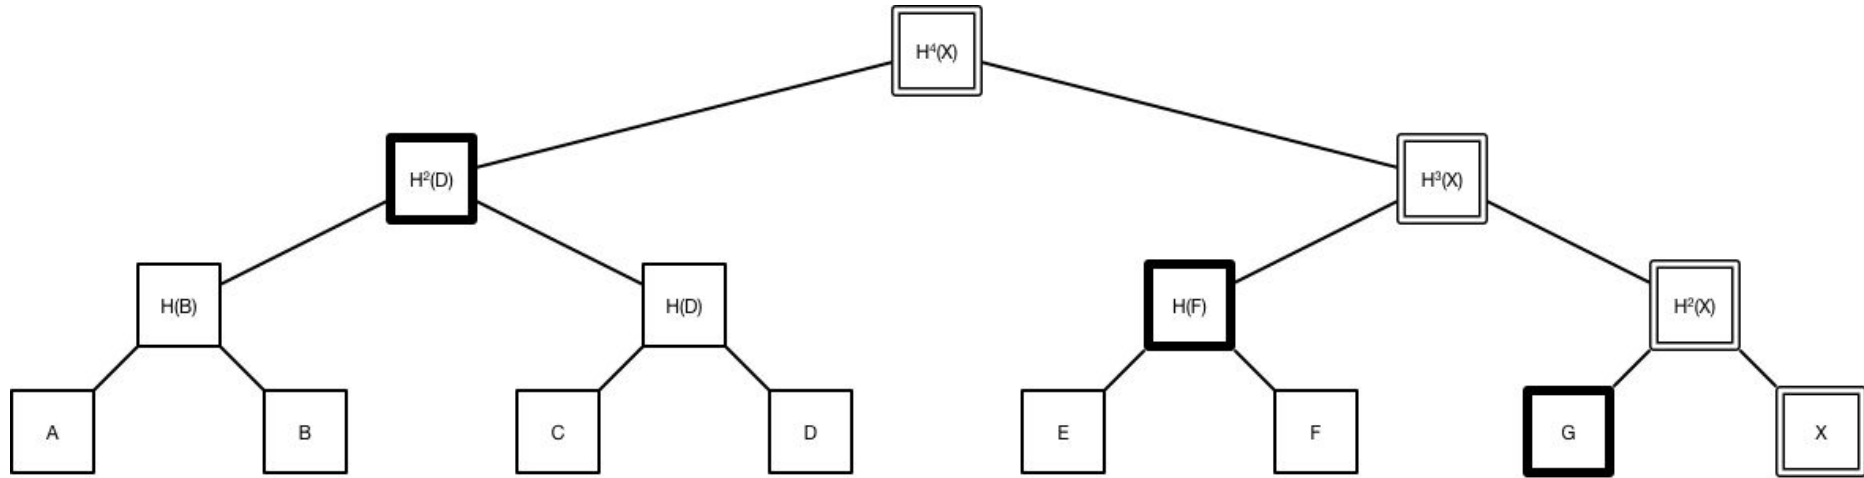 H⁴(X)
H²(D)
H³(X)
H(B)
H(D)
H(F)
H²(X)
A
B
C
D
E
F
G
X